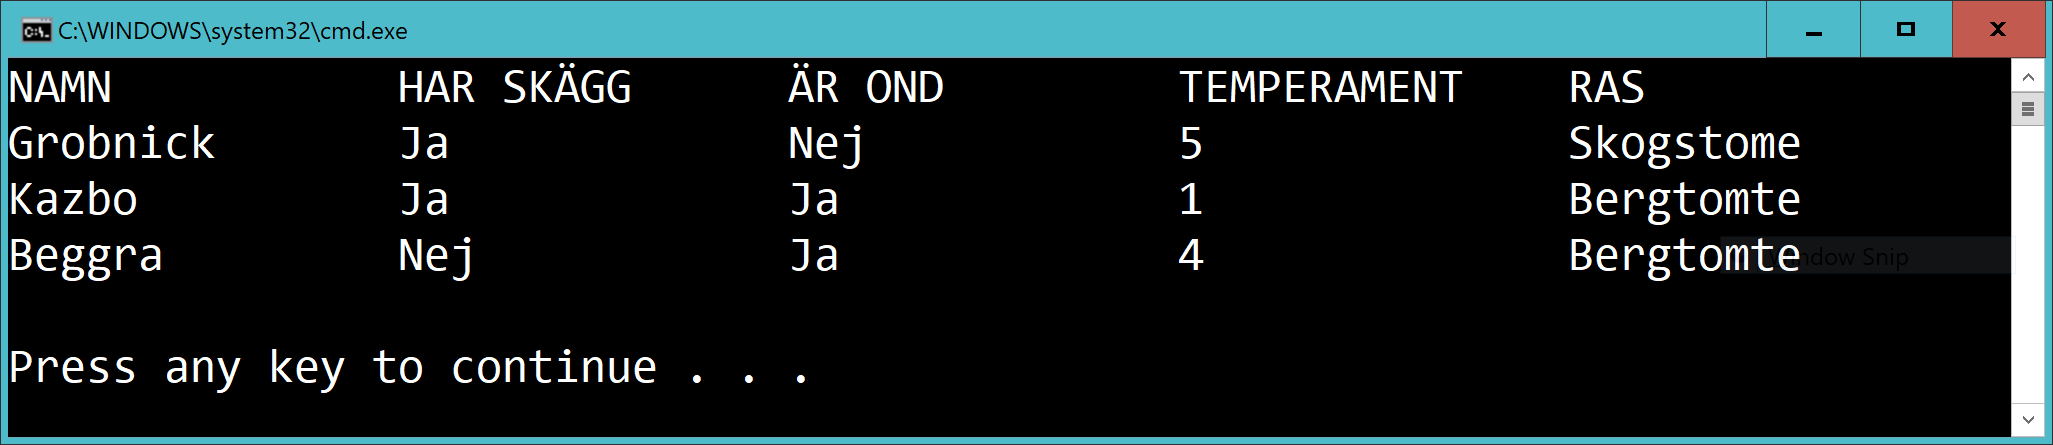 C:\WINDOWS\system32\cmd.exe
NAMN HAR SKÄGG ÄR OND TEMPERAMENT RAS
Grobnick Ja Nej 5 Skogstome
Kazbo Ja Ja 1 Bergtomte
Beggra Nej Ja 4 Bergtomte
Window Snip
Press any key to continue . . .